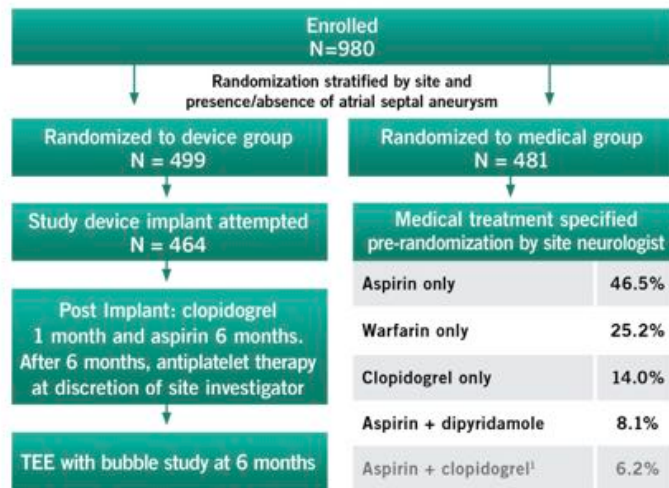 Enrolled
N=980
Randomization stratified by site and
presence/absence of atrial septal aneurysm
Randomized to device group
N = 499
Randomized to medical group
N = 481
Study device implant attempted
N = 464
Post Implant: clopidogrel
1 month and aspirin 6 months.
After 6 months, antiplatelet therapy
at discretion of site investigator
TEE with bubble study at 6 months
Medical treatment specified
pre-randomization by site neurologist
Aspirin only 46.5%
Warfarin only 25.2%
Clopidogrel only 14.0%
Aspirin + dipyridamole 8.1%
Aspirin + clopidogrel¹ 6.2%